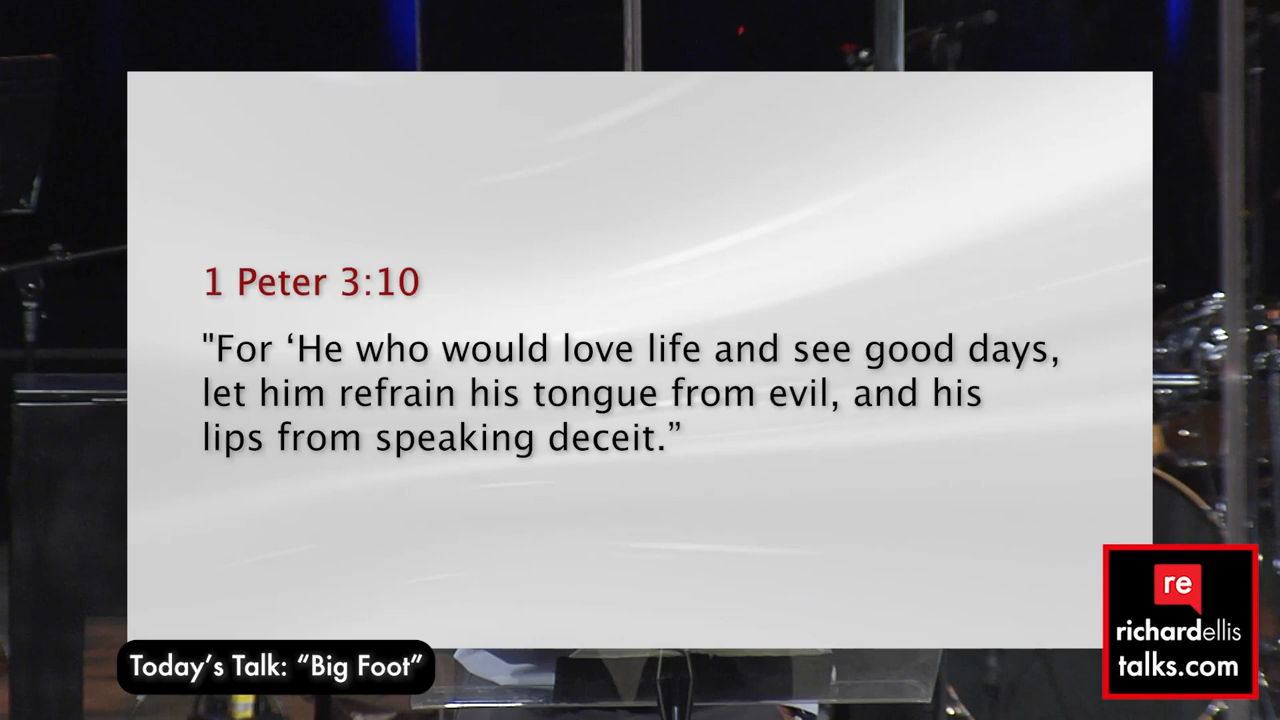 1 Peter 3:10
"For ‘He who would love life and see good days,
let him refrain his tongue from evil, and his
lips from speaking deceit.”
Today’s Talk: “Big Foot”
re
richardellis
talks.com